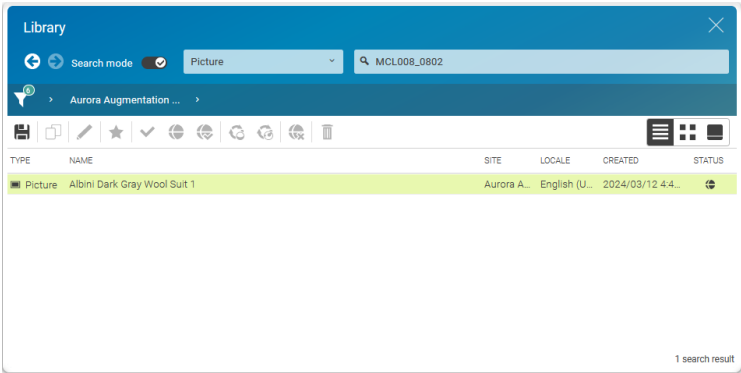 Library
Search mode Picture MCL008_0802
6
Aurora Augmentation ...
TYPE NAME SITE LOCALE CREATED STATUS
Picture Albini Dark Gray Wool Suit 1 Aurora A... English (U... 2024/03/12 4:4...
1 search result